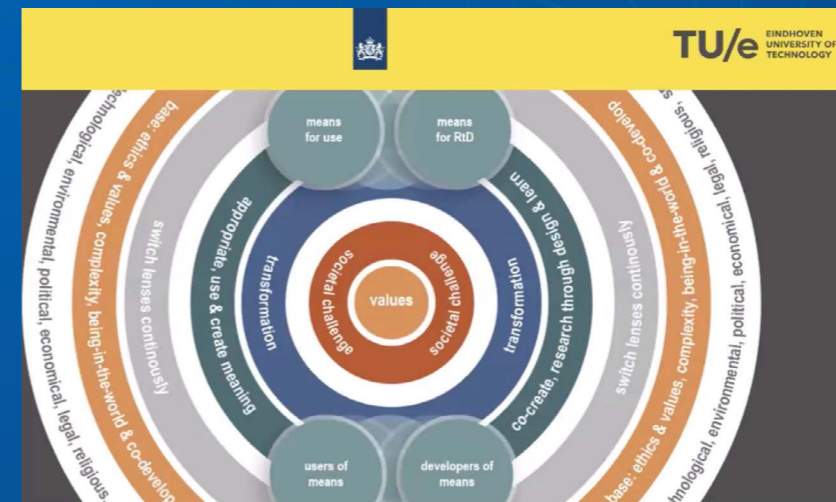 TU/e
EINDHOVEN
UNIVERSITY OF
TECHNOLOGY
means
for use
means
for RtD
technological, environmental, political, economical, legal, religious,
base: ethics & values, complexity, being-in-the-world & co-develop
switch lenses continously
appropriate, use & create meaning
transformation
societal challenge
values
societal challenge
transformation
co-create, research through design & learn
switch lenses continously
base: ethics & values, complexity, being-in-the-world & co-develop
technological, environmental, political, economical, legal, religious,
users of
means
developers of
means